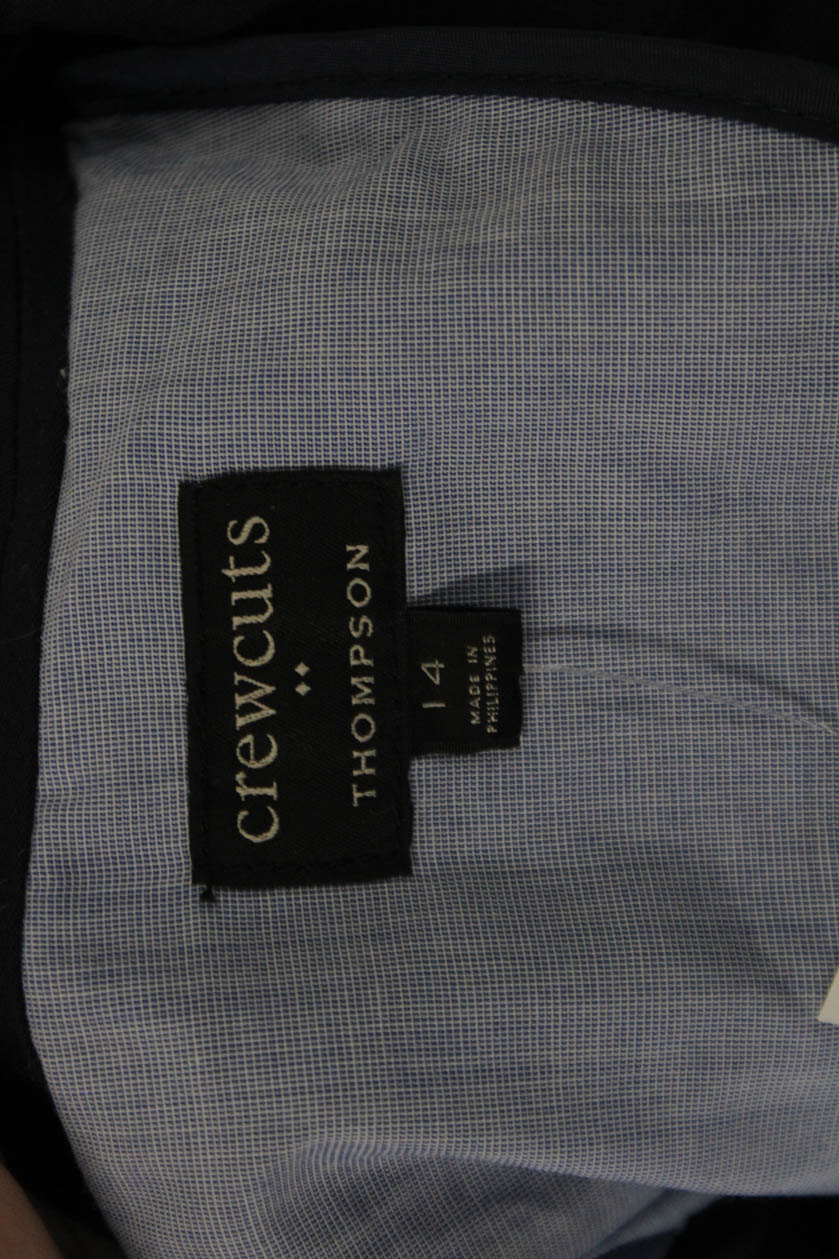 crewcuts
THOMPSON
14
MADE IN
PHILIPPINES